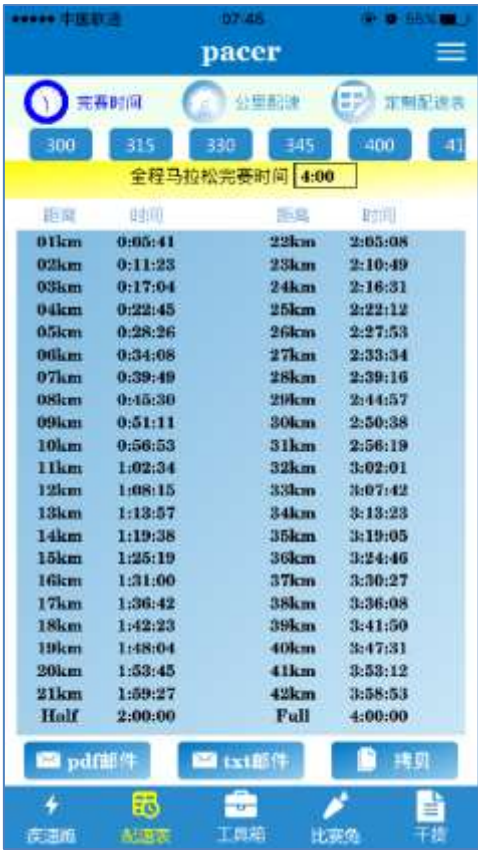 中国联通 07:46 55%
pacer
完赛时间 公里配速 定制配速表
300 315 330 345 400 41
全程马拉松完赛时间 4:00
距离 时间 距离 时间
01km 0:05:41 22km 2:05:08
02km 0:11:23 23km 2:10:49
03km 0:17:04 24km 2:16:31
04km 0:22:45 25km 2:22:12
05km 0:28:26 26km 2:27:53
06km 0:34:08 27km 2:33:34
07km 0:39:49 28km 2:39:16
08km 0:45:30 29km 2:44:57
09km 0:51:11 30km 2:50:38
10km 0:56:53 31km 2:56:19
11km 1:02:34 32km 3:02:01
12km 1:08:15 33km 3:07:42
13km 1:13:57 34km 3:13:23
14km 1:19:38 35km 3:19:05
15km 1:25:19 36km 3:24:46
16km 1:31:00 37km 3:30:27
17km 1:36:42 38km 3:36:08
18km 1:42:23 39km 3:41:50
19km 1:48:04 40km 3:47:31
20km 1:53:45 41km 3:53:12
21km 1:59:27 42km 3:58:53
Half 2:00:00 Full 4:00:00
pdf邮件 txt邮件 拷贝
疾速跑 配速表 工具箱 比赛兔 干货